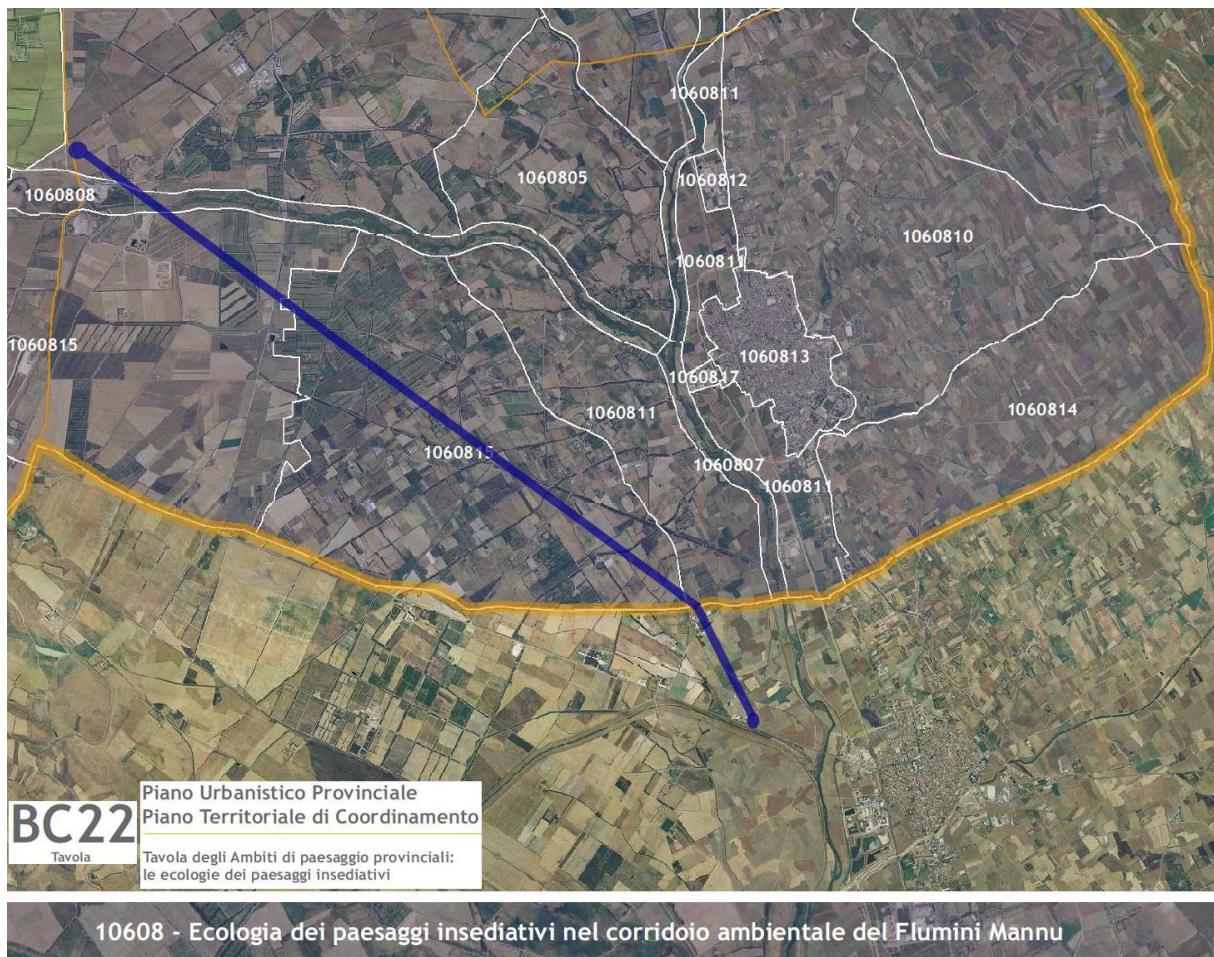 1060811
1060812
1060805
1060808
1060810
1060811
1060815
1060813
1060817
1060811
1060814
1060815
1060807
1060811
BC22
Tavola
Piano Urbanistico Provinciale
Piano Territoriale di Coordinamento
Tavola degli Ambiti di paesaggio provinciali:
le ecologie dei paesaggi insediativi
10608 - Ecologia dei paesaggi insediativi nel corridoio ambientale del Flumini Mannu